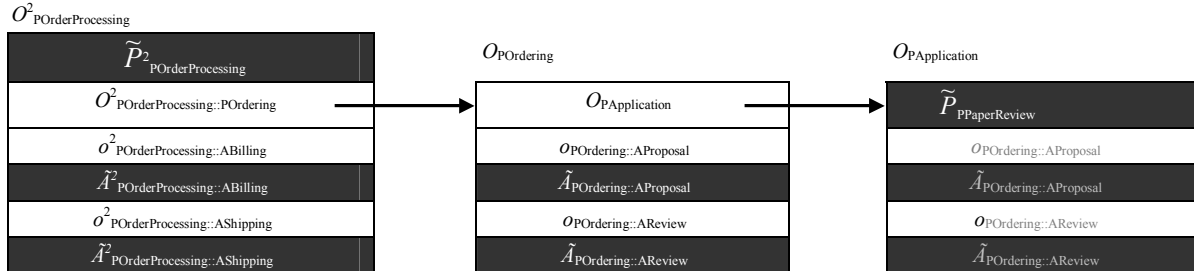 O²POrderProcessing
P̃²POrderProcessing
O²POrderProcessing::POrdering
o²POrderProcessing::ABilling
Ã²POrderProcessing::ABilling
o²POrderProcessing::AShipping
Ã²POrderProcessing::AShipping
OPOrdering
OPApplication
oPOrdering::AProposal
ÃPOrdering::AProposal
oPOrdering::AReview
ÃPOrdering::AReview
OPApplication
P̃PPaperReview
oPOrdering::AProposal
ÃPOrdering::AProposal
oPOrdering::AReview
ÃPOrdering::AReview